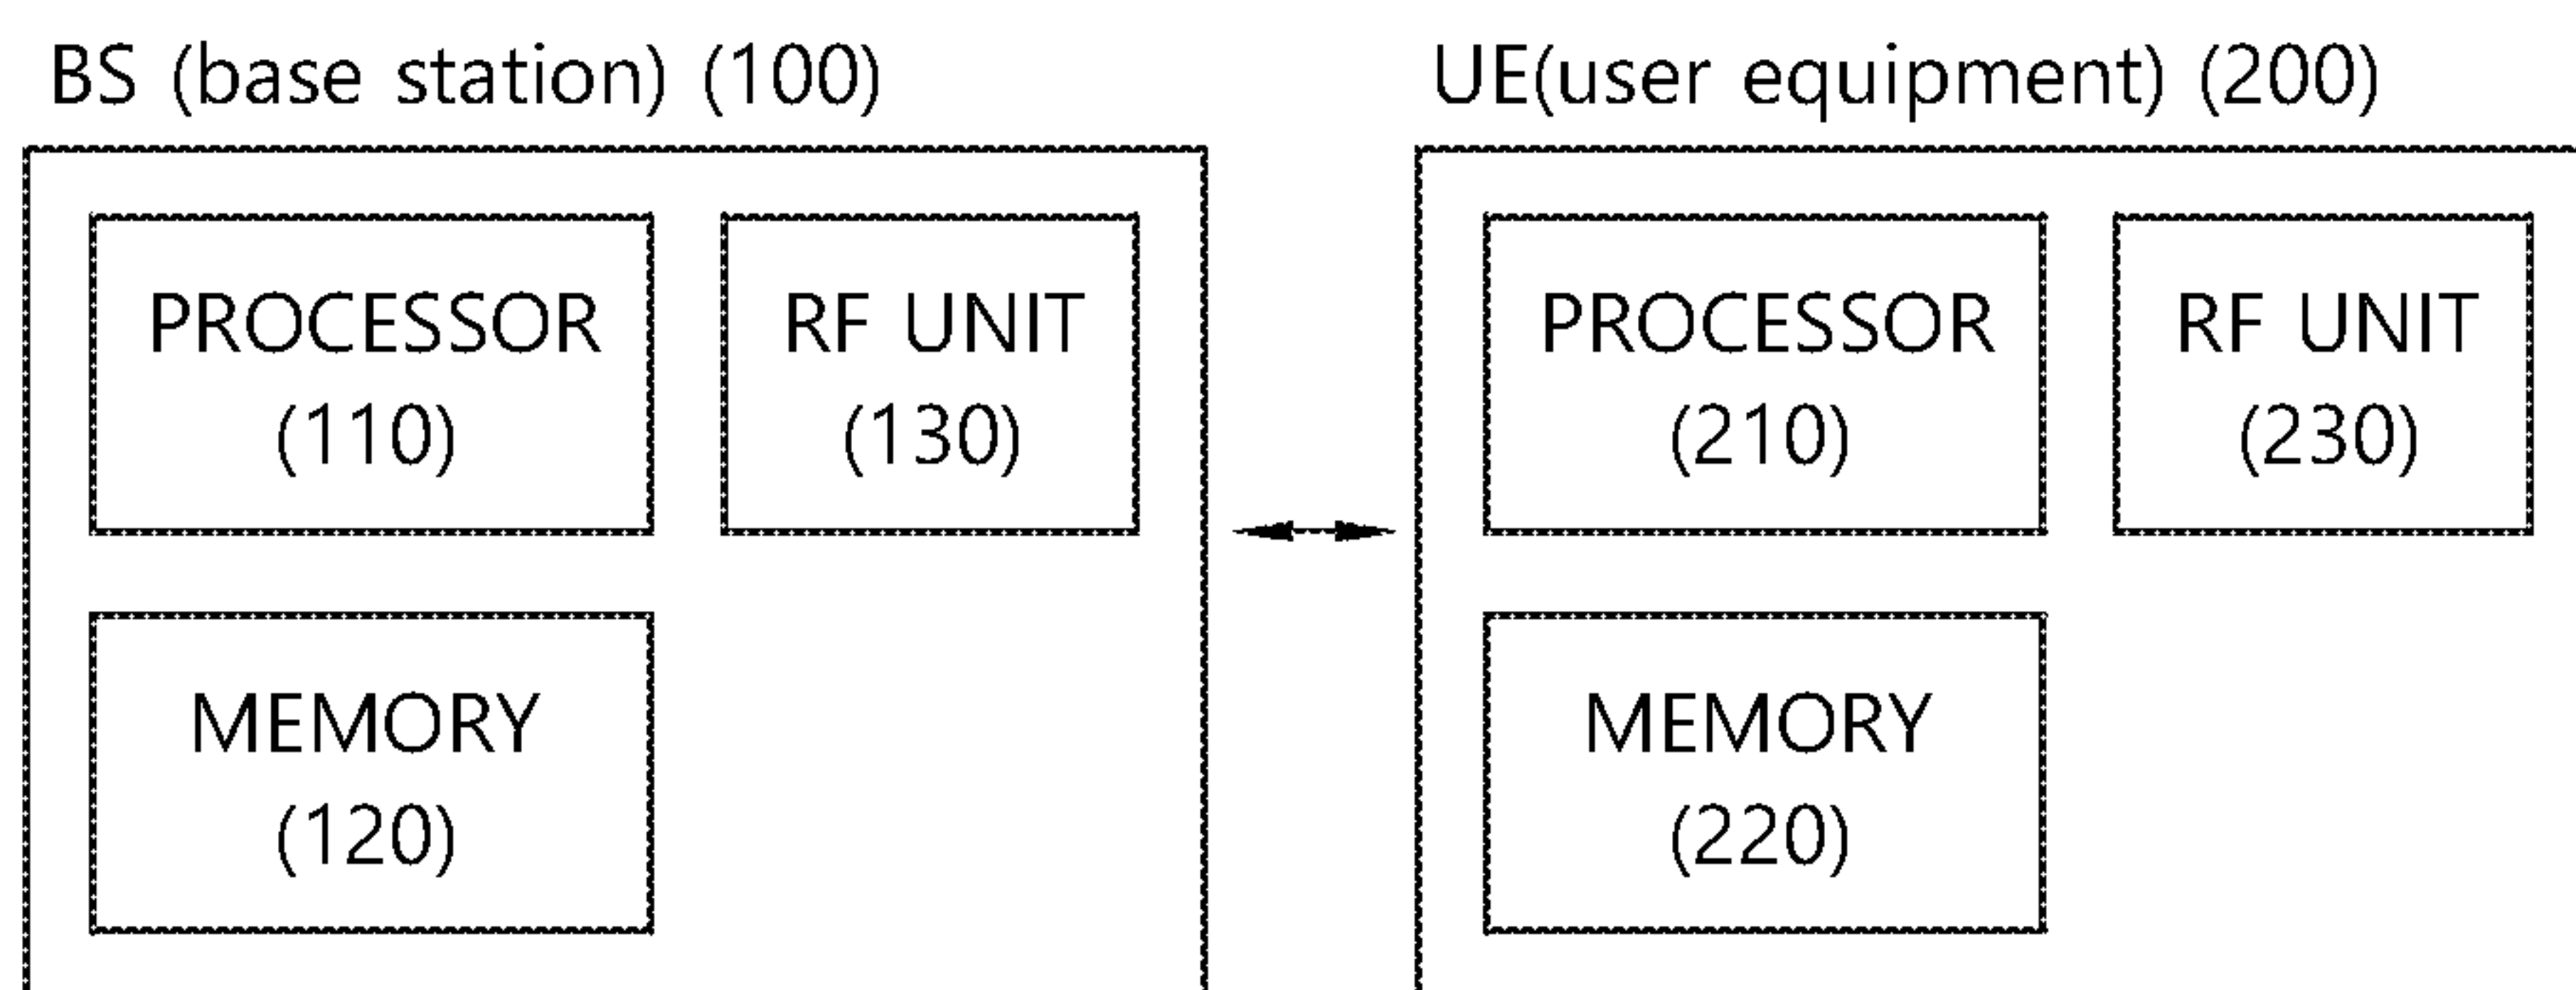 BS (base station) (100)
PROCESSOR
(110)
RF UNIT
(130)
MEMORY
(120)
UE(user equipment) (200)
PROCESSOR
(210)
RF UNIT
(230)
MEMORY
(220)